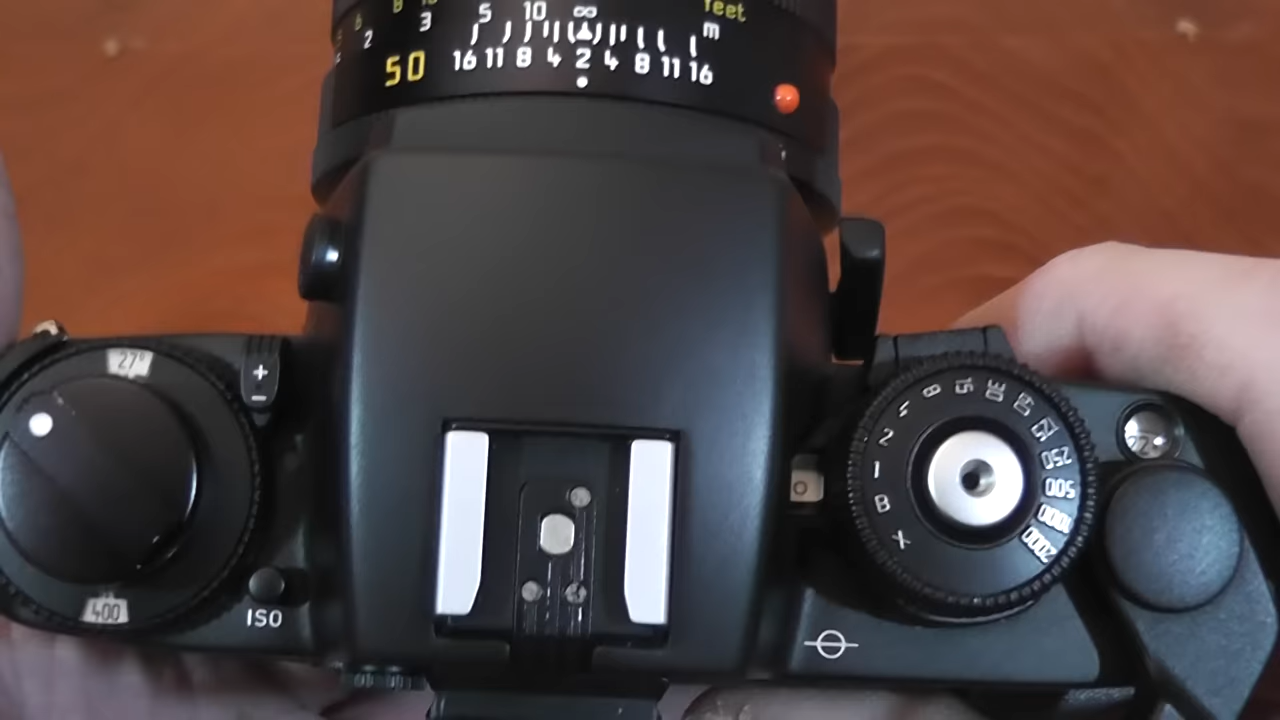 feet
5 10 ∞
3
2
m
50
16 11 8 4 2 4 8 11 16
27°
+
−
400
ISO
8 15 30 60 125 250 500 1000 2000
2
1
B
X
22